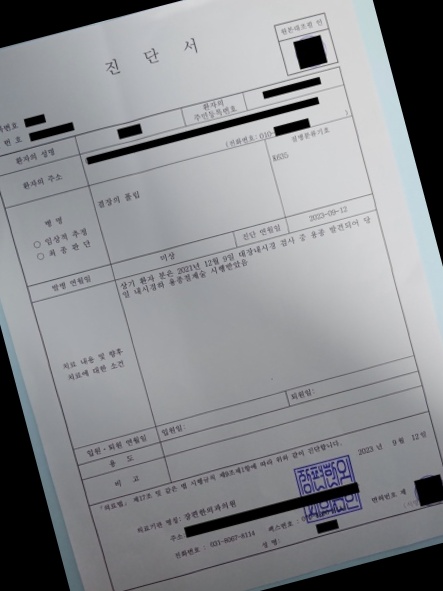 진 단 서
원본대조필 인
번호
번 호
환자의 성명
환자의
주민등록번호
환자의 주소
(전화번호: 010- )
병 명
○ 임상적 추정
○ 최 종 진 단
결장의 폴립
질병분류기호
K635
발병 연월일
미상
진단 연월일
2023-09-12
치료 내용 및 향후
치료에 대한 소견
상기 환자 분은 2021년 12월 9일 대장내시경 검사 중 용종 발견되어 당
일 내시경하 용종절제술 시행받았음
입원·퇴원 연월일
입원일:
퇴원일:
용 도
비 고
「의료법」 제17조 및 같은 법 시행규칙 제9조제1항에 따라 위와 같이 진단합니다.
2023 년 9 월 12 일
의료기관 명칭: 장편한외과의원
주소:
전화번호 : 031-8067-8114 팩스번호 :
면허번호 제
성 명: